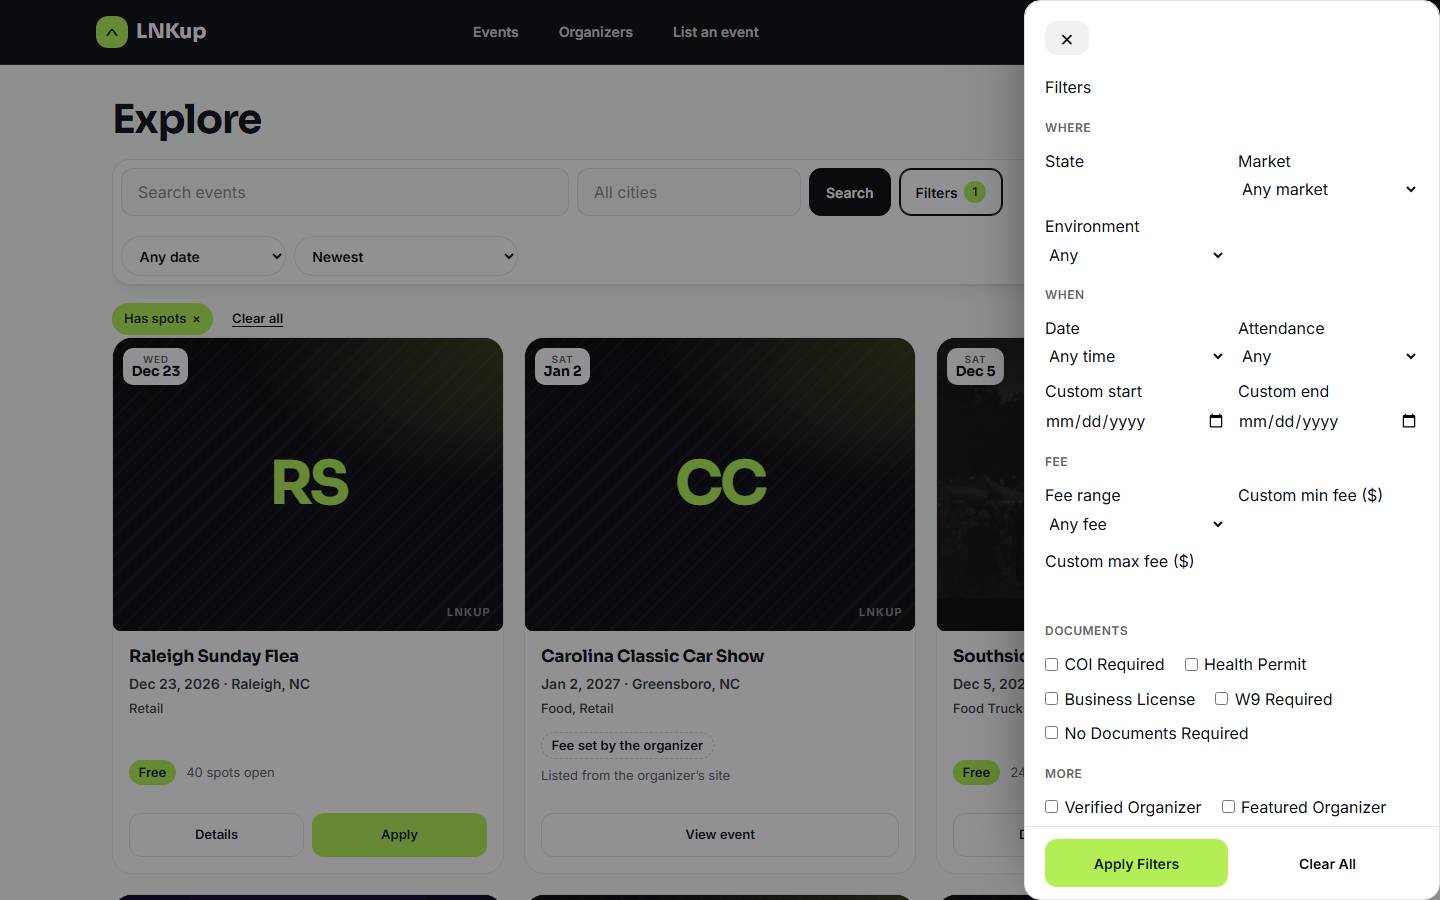 LNKup
Events
Organizers
List an event
Explore
Search events
All cities
Search
Filters 1
Any date
Newest
Has spots ×
Clear all
WED
Dec 23
RS
LNKUP
Raleigh Sunday Flea
Dec 23, 2026 · Raleigh, NC
Retail
Free
40 spots open
Details
Apply
SAT
Jan 2
CC
LNKUP
Carolina Classic Car Show
Jan 2, 2027 · Greensboro, NC
Food, Retail
Fee set by the organizer
Listed from the organizer's site
View event
SAT
Dec 5
Dec 5, 202
Food Truck
Free
×
Filters
WHERE
State
Market
Any market
Environment
Any
WHEN
Date
Attendance
Any time
Any
Custom start
Custom end
mm/dd/yyyy
mm/dd/yyyy
FEE
Fee range
Custom min fee ($)
Any fee
Custom max fee ($)
DOCUMENTS
COI Required
Health Permit
Business License
W9 Required
No Documents Required
MORE
Verified Organizer
Featured Organizer
Apply Filters
Clear All